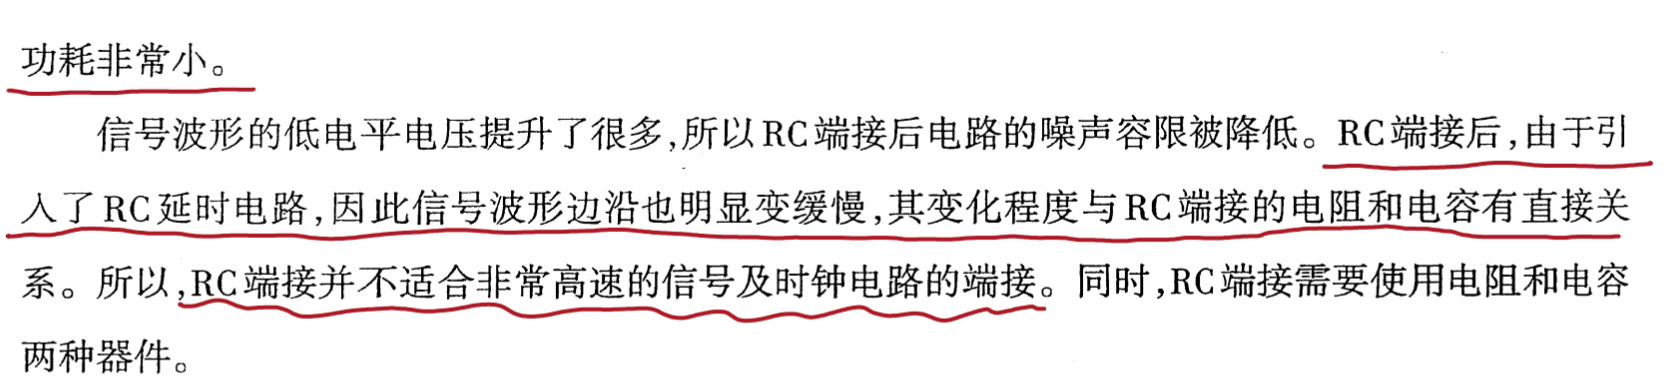 功耗非常小。
信号波形的低电平电压提升了很多,所以RC端接后电路的噪声容限被降低。RC端接后,由于引
入了RC延时电路,因此信号波形边沿也明显变缓慢,其变化程度与RC端接的电阻和电容有直接关
系。所以,RC端接并不适合非常高速的信号及时钟电路的端接。同时,RC端接需要使用电阻和电容
两种器件。